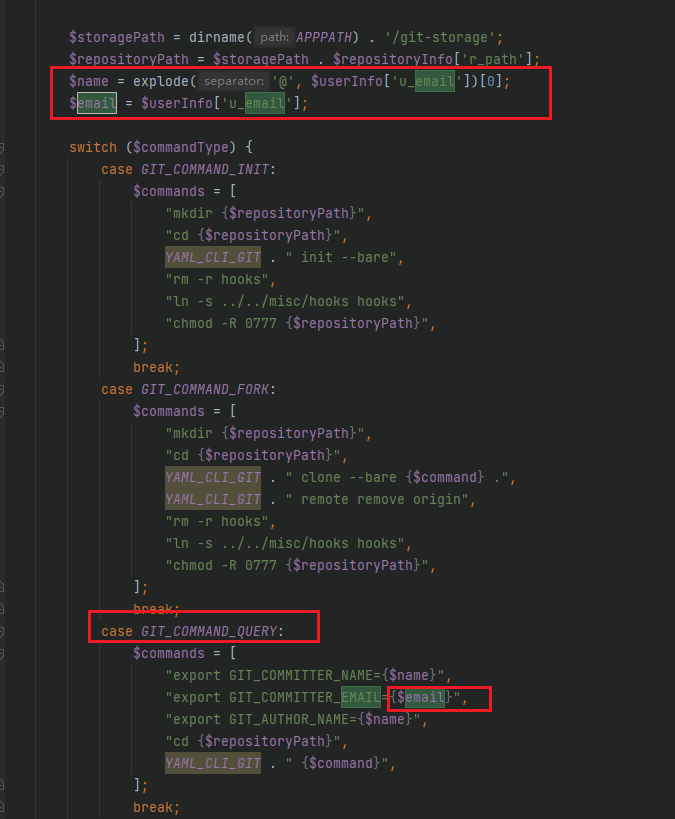 $storagePath = dirname( path: APPPATH) . '/git-storage';
$repositoryPath = $storagePath . $repositoryInfo['r_path'];
$name = explode( separator: '@', $userInfo['u_email'])[0];
$email = $userInfo['u_email'];
switch ($commandType) {
case GIT_COMMAND_INIT:
$commands = [
"mkdir {$repositoryPath}",
"cd {$repositoryPath}",
YAML_CLI_GIT . " init --bare",
"rm -r hooks",
"ln -s ../../misc/hooks hooks",
"chmod -R 0777 {$repositoryPath}",
];
break;
case GIT_COMMAND_FORK:
$commands = [
"mkdir {$repositoryPath}",
"cd {$repositoryPath}",
YAML_CLI_GIT . " clone --bare {$command} .",
YAML_CLI_GIT . " remote remove origin",
"rm -r hooks",
"ln -s ../../misc/hooks hooks",
"chmod -R 0777 {$repositoryPath}",
];
break;
case GIT_COMMAND_QUERY:
$commands = [
"export GIT_COMMITTER_NAME={$name}",
"export GIT_COMMITTER_EMAIL={$email}",
"export GIT_AUTHOR_NAME={$name}",
"cd {$repositoryPath}",
YAML_CLI_GIT . " {$command}",
];
break;